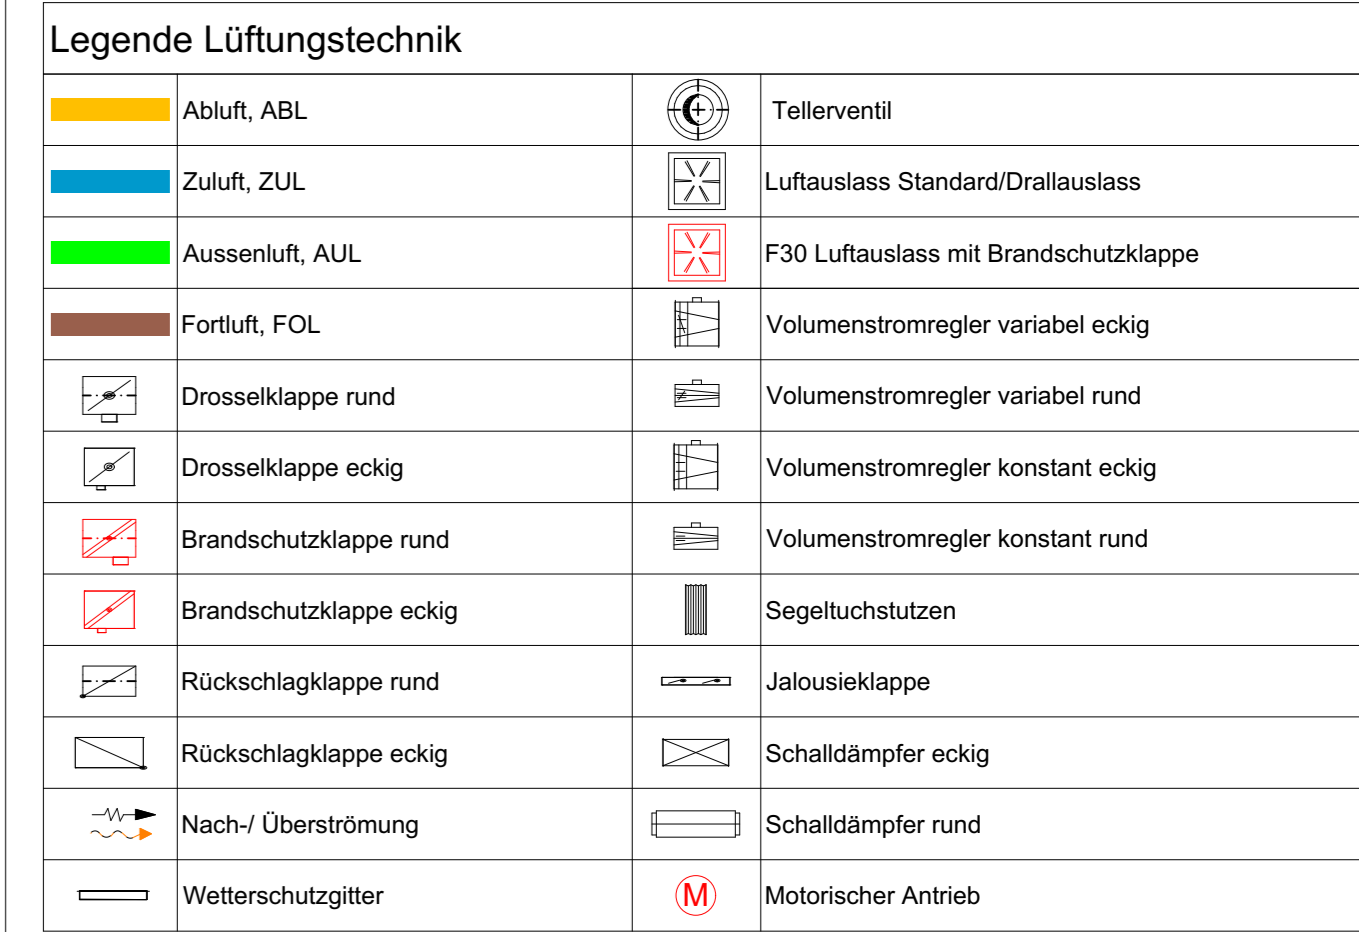 Legende Lüftungstechnik
Abluft, ABL
Tellerventil
Zuluft, ZUL
Luftauslass Standard/Drallauslass
Aussenluft, AUL
F30 Luftauslass mit Brandschutzklappe
Fortluft, FOL
Volumenstromregler variabel eckig
Drosselklappe rund
Volumenstromregler variabel rund
Drosselklappe eckig
Volumenstromregler konstant eckig
Brandschutzklappe rund
Volumenstromregler konstant rund
Brandschutzklappe eckig
Segeltuchstutzen
Rückschlagklappe rund
Jalousieklappe
Rückschlagklappe eckig
Schalldämpfer eckig
Nach-/ Überströmung
Schalldämpfer rund
Wetterschutzgitter
M
Motorischer Antrieb